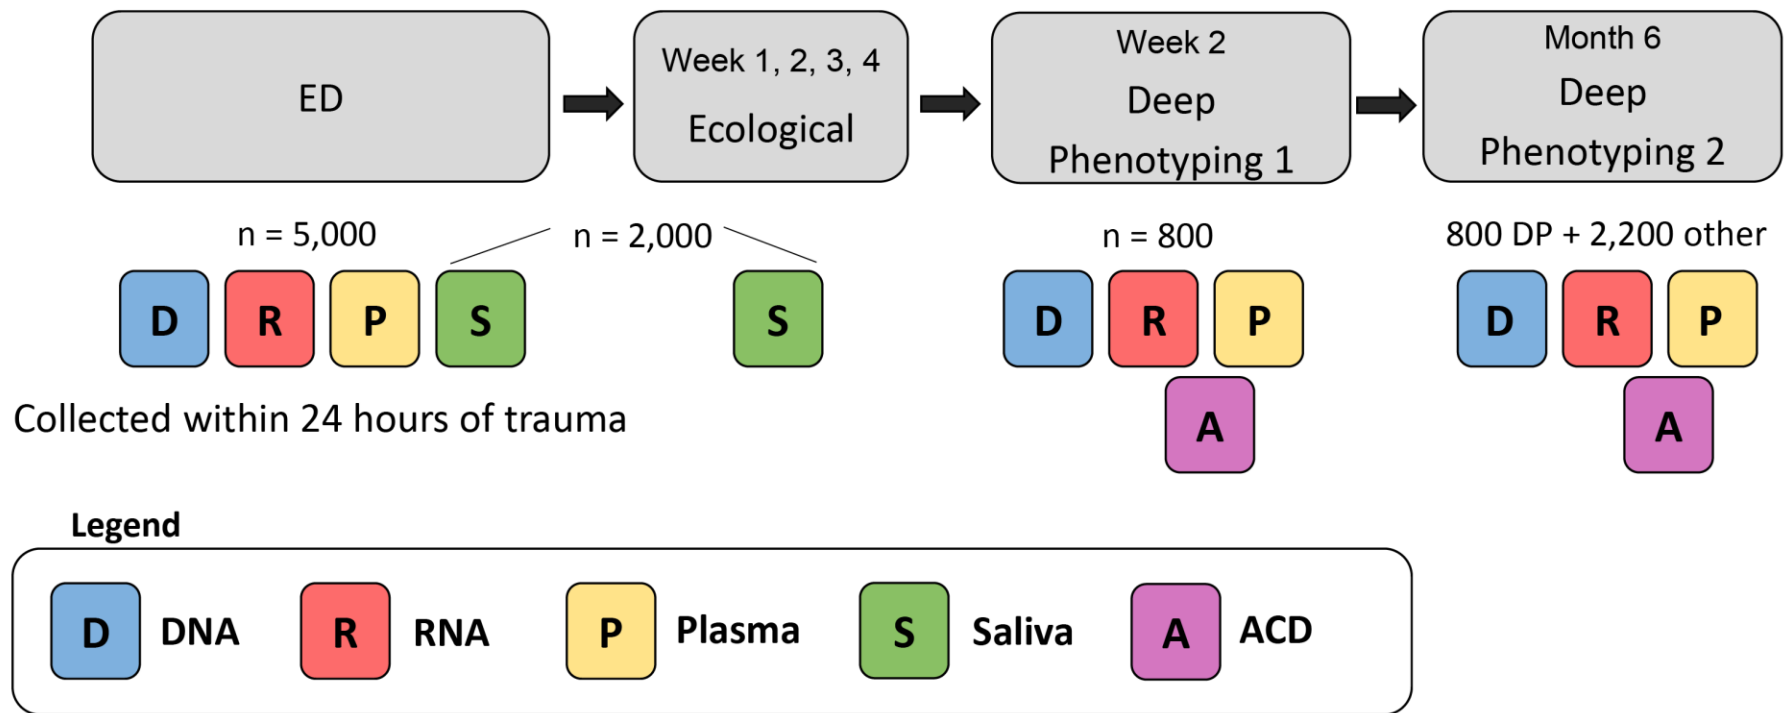 ED
Week 1, 2, 3, 4
Ecological
Week 2
Deep
Phenotyping 1
Month 6
Deep
Phenotyping 2
n = 5,000
n = 2,000
n = 800
800 DP + 2,200 other
D R P S
S
D R P
A
D R P
A
Collected within 24 hours of trauma
Legend
D DNA
R RNA
P Plasma
S Saliva
A ACD